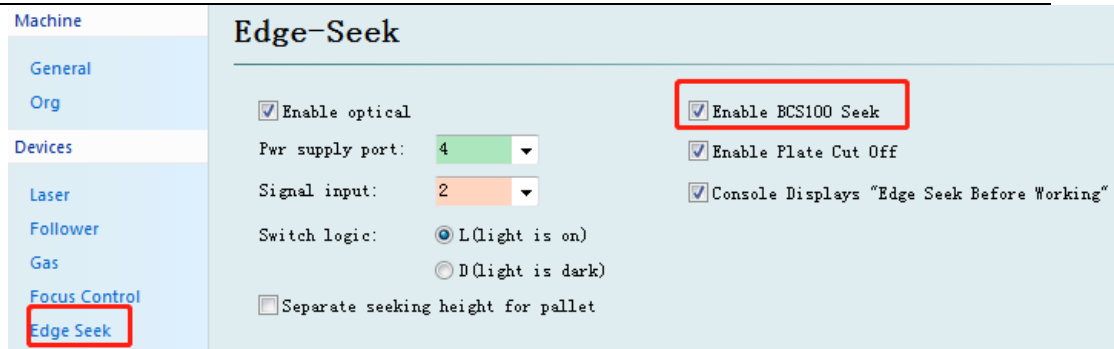 Machine
General
Org
Devices
Laser
Follower
Gas
Focus Control
Edge Seek
Edge-Seek
Enable optical
Pwr supply port: 4
Signal input: 2
Switch logic: L(light is on)
D(light is dark)
Separate seeking height for pallet
Enable BCS100 Seek
Enable Plate Cut Off
Console Displays "Edge Seek Before Working"